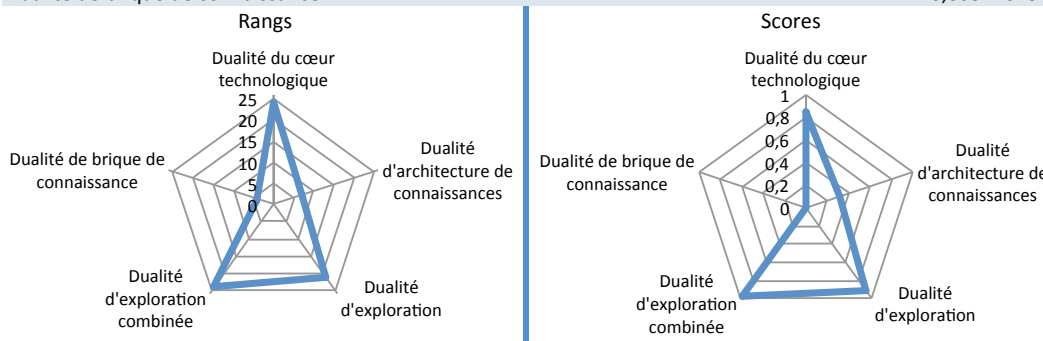 Rangs
Dualité du cœur
technologique
25
20
15
10
5
0
Dualité
d'architecture de
connaissances
Dualité
d'exploration
Dualité
d'exploration
combinée
Dualité de brique de
connaissance
Scores
Dualité du cœur
technologique
1
0,8
0,6
0,4
0,2
0
Dualité
d'architecture de
connaissances
Dualité
d'exploration
Dualité
d'exploration
combinée
Dualité de brique de
connaissance